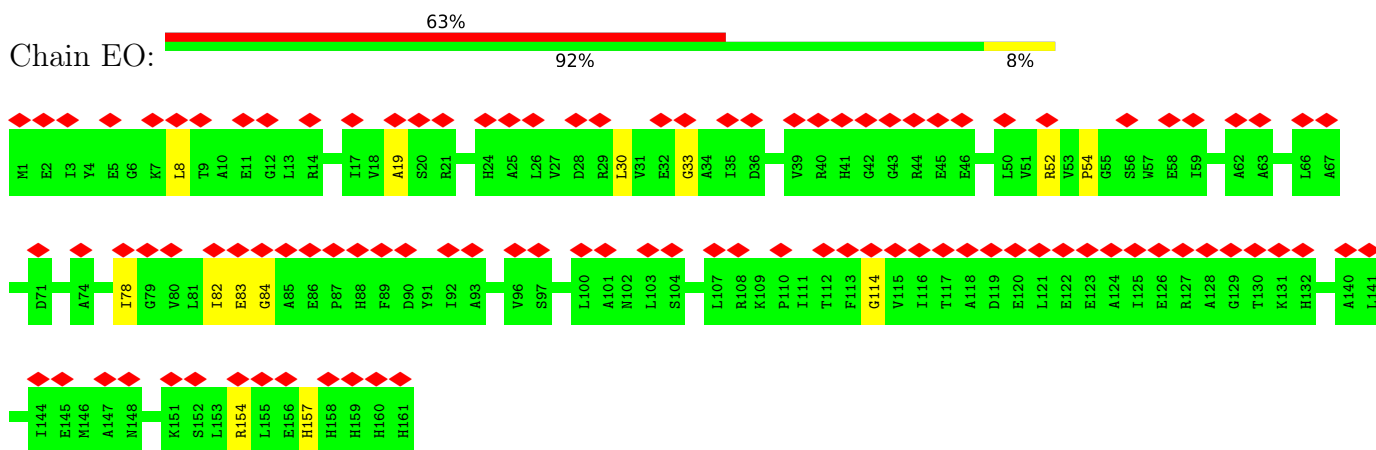 63%
Chain EO:
92% 8%
M1 E2 I3 Y4 E5 G6 K7 L8 T9 A10 E11 G12 L13 R14 I17 V18 A19 S20 R21 H24 A25 L26 V27 D28 R29 L30 V31 E32 G33 A34 I35 D36 V39 R40 H41 G42 G43 R44 E45 E46 L50 V51 R52 V53 P54 G55 S56 W57 E58 I59 A62 A63 L66 A67
D71 A74 I78 G79 V80 L81 I82 E83 G84 A85 E86 P87 H88 F89 D90 Y91 I92 A93 V96 S97 L100 A101 N102 L103 S104 L107 R108 K109 P110 I111 T112 F113 G114 V115 I116 T117 A118 D119 E120 L121 E122 E123 A124 I125 E126 R127 A128 G129 T130 K131 H132 A140 L141
I144 E145 M146 A147 N148 K151 S152 L153 R154 L155 E156 H157 H158 H159 H160 H161